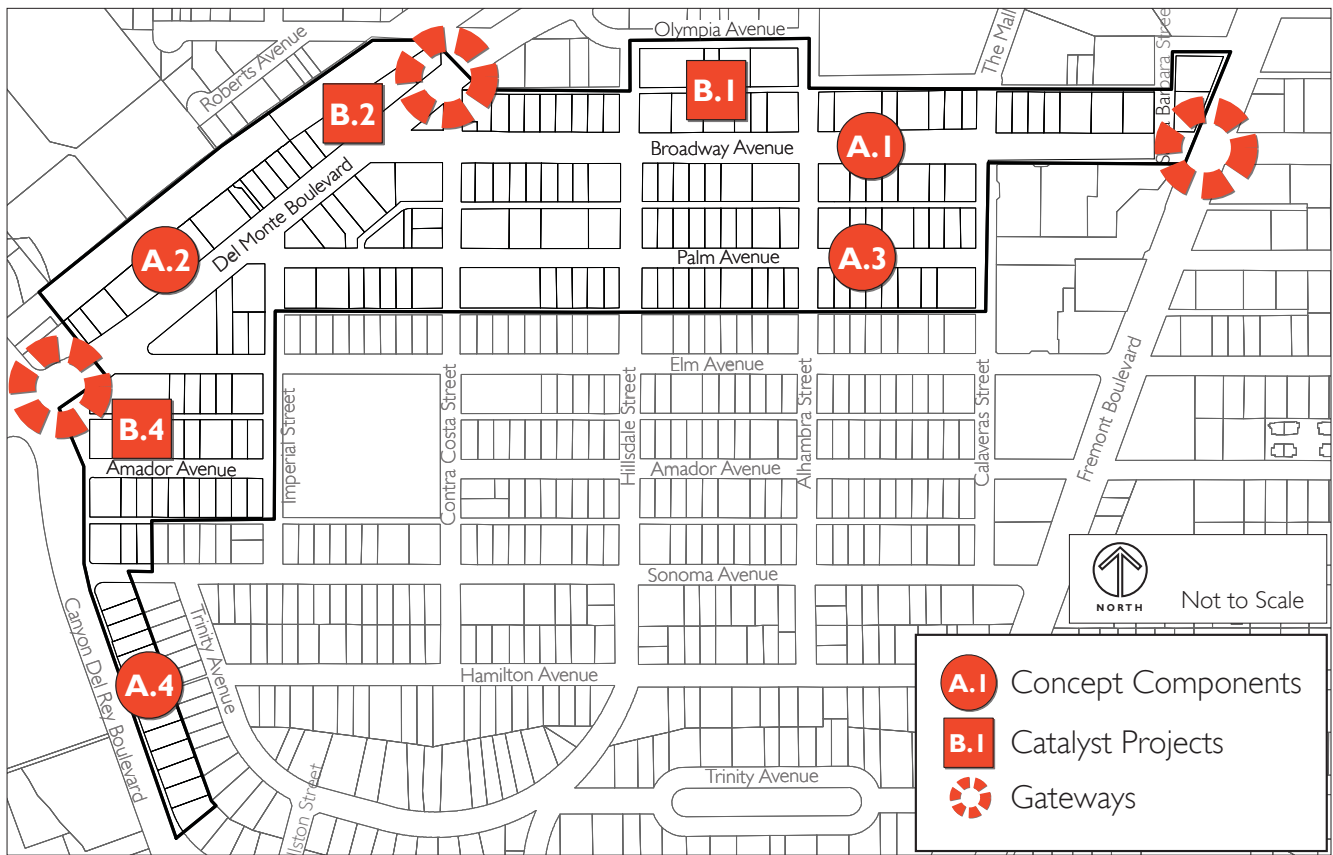 Olympia Avenue
Roberts Avenue
The Mall
Barbara Street
B.1
B.2
Broadway Avenue
A.1
Del Monte Boulevard
A.2
Palm Avenue
A.3
Elm Avenue
Fremont Boulevard
Imperial Street
Contra Costa Street
Hillsdale Street
Alhambra Street
Calaveras Street
B.4
Amador Avenue
Amador Avenue
Sonoma Avenue
NORTH
Not to Scale
Canyon Del Rey Boulevard
Trinity Avenue
Hamilton Avenue
A.4
Trinity Avenue
llston Street
A.1 Concept Components
B.1 Catalyst Projects
Gateways